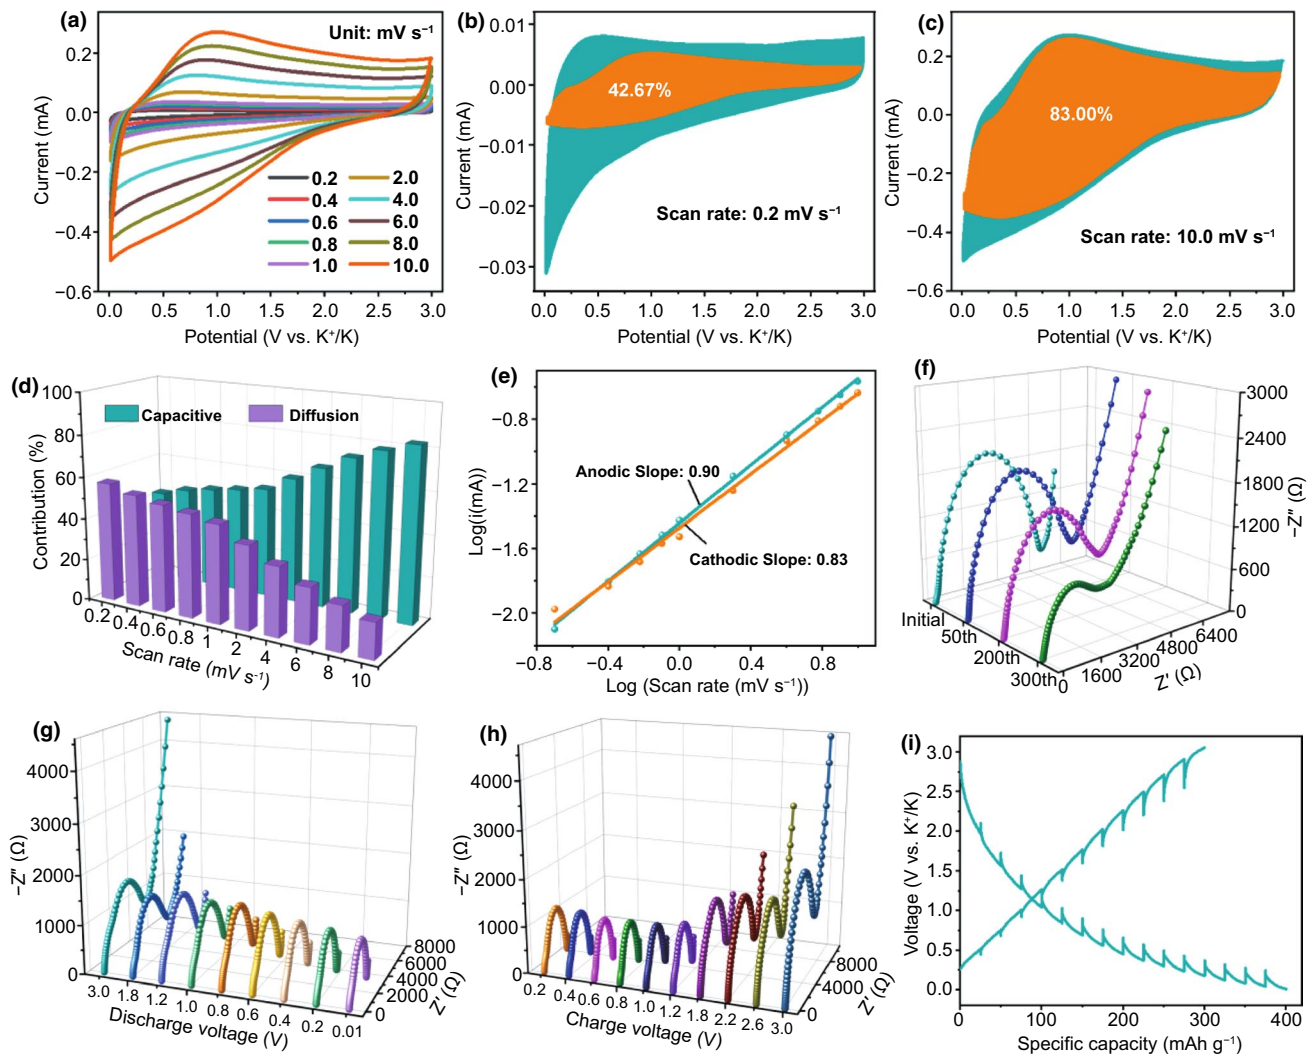 (a)
Unit: mV s⁻¹
0.2
0.0
−0.2
−0.4
−0.6
Current (mA)
0.2
0.4
0.6
0.8
1.0
2.0
4.0
6.0
8.0
10.0
0.0 0.5 1.0 1.5 2.0 2.5 3.0
Potential (V vs. K⁺/K)
(b)
0.01
0.00
−0.01
−0.02
−0.03
Current (mA)
42.67%
Scan rate: 0.2 mV s⁻¹
0.0 0.5 1.0 1.5 2.0 2.5 3.0
Potential (V vs. K⁺/K)
(c)
0.2
0.0
−0.2
−0.4
−0.6
Current (mA)
83.00%
Scan rate: 10.0 mV s⁻¹
0.0 0.5 1.0 1.5 2.0 2.5 3.0
Potential (V vs. K⁺/K)
(d)
100
80
60
40
20
0
Contribution (%)
Capacitive
Diffusion
0.2 0.4 0.6 0.8 1 2 4 6 8 10
Scan rate (mV s⁻¹)
(e)
−0.8
−1.2
−1.6
−2.0
Log(i(mA))
Anodic Slope: 0.90
Cathodic Slope: 0.83
−0.8 −0.4 0.0 0.4 0.8
Log (Scan rate (mV s⁻¹))
(f)
3000
2400
1800
1200
600
0
−Z″ (Ω)
Initial
50th
200th
300th
0 1600 3200 4800 6400
Z′ (Ω)
(g)
4000
3000
2000
1000
0
−Z″ (Ω)
3.0 1.8 1.2 1.0 0.8 0.6 0.4 0.2 0.01
Discharge voltage (V)
8000
6000
4000
2000
0
Z′ (Ω)
(h)
4000
3000
2000
1000
0
−Z″ (Ω)
0.2 0.4 0.6 0.8 1.0 1.2 1.8 2.2 2.6 3.0
Charge voltage (V)
8000
4000
0
Z′ (Ω)
(i)
3.0
2.5
2.0
1.5
1.0
0.5
0.0
Voltage (V vs. K⁺/K)
0 100 200 300 400
Specific capacity (mAh g⁻¹)